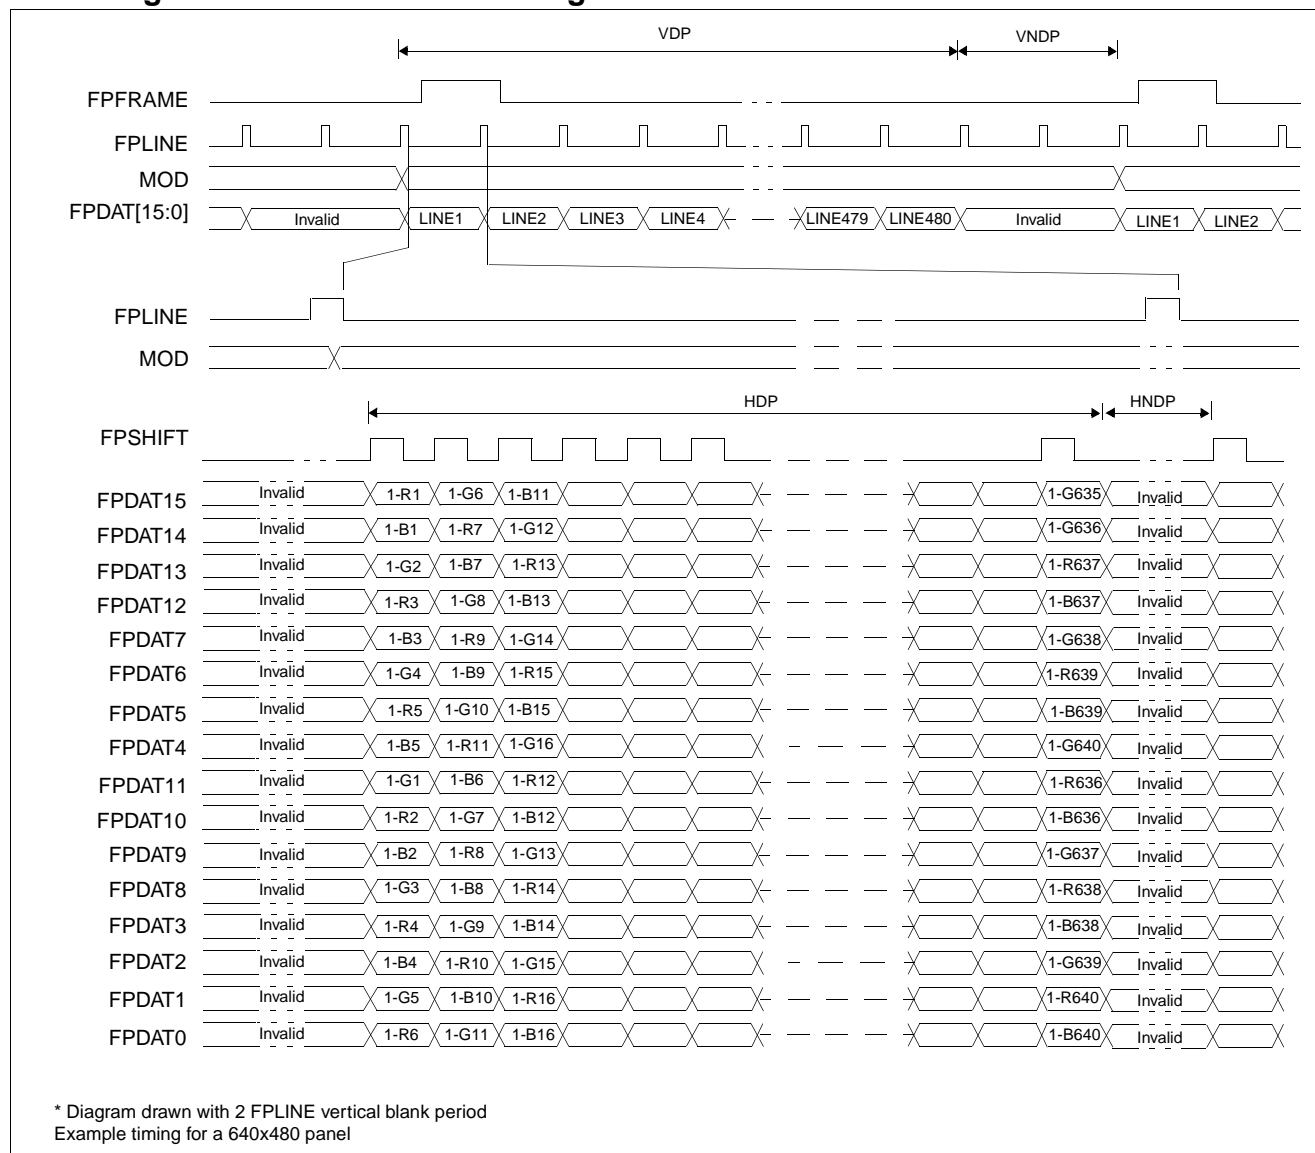 VDP VNDP
FPFRAME
FPLINE
MOD
FPDAT[15:0] Invalid LINE1 LINE2 LINE3 LINE4 LINE479 LINE480 Invalid LINE1 LINE2
FPLINE
MOD
HDP HNDP
FPSHIFT
FPDAT15 Invalid 1-R1 1-G6 1-B11 1-G635 Invalid
FPDAT14 Invalid 1-B1 1-R7 1-G12 1-G636 Invalid
FPDAT13 Invalid 1-G2 1-B7 1-R13 1-R637 Invalid
FPDAT12 Invalid 1-R3 1-G8 1-B13 1-B637 Invalid
FPDAT7 Invalid 1-B3 1-R9 1-G14 1-G638 Invalid
FPDAT6 Invalid 1-G4 1-B9 1-R15 1-R639 Invalid
FPDAT5 Invalid 1-R5 1-G10 1-B15 1-B639 Invalid
FPDAT4 Invalid 1-B5 1-R11 1-G16 1-G640 Invalid
FPDAT11 Invalid 1-G1 1-B6 1-R12 1-R636 Invalid
FPDAT10 Invalid 1-R2 1-G7 1-B12 1-B636 Invalid
FPDAT9 Invalid 1-B2 1-R8 1-G13 1-G637 Invalid
FPDAT8 Invalid 1-G3 1-B8 1-R14 1-R638 Invalid
FPDAT3 Invalid 1-R4 1-G9 1-B14 1-B638 Invalid
FPDAT2 Invalid 1-B4 1-R10 1-G15 1-G639 Invalid
FPDAT1 Invalid 1-G5 1-B10 1-R16 1-R640 Invalid
FPDAT0 Invalid 1-R6 1-G11 1-B16 1-B640 Invalid
* Diagram drawn with 2 FPLINE vertical blank period
Example timing for a 640x480 panel